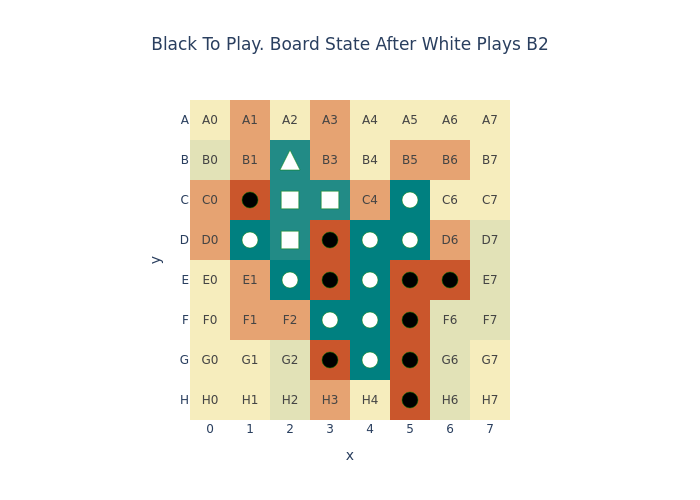 Black To Play. Board State After White Plays B2
A A0 A1 A2 A3 A4 A5 A6 A7
B B0 B1 B3 B4 B5 B6 B7
C C0 C4 C6 C7
D D0 D6 D7
y
E E0 E1 E7
F F0 F1 F2 F6 F7
G G0 G1 G2 G6 G7
H H0 H1 H2 H3 H4 H6 H7
0 1 2 3 4 5 6 7
x